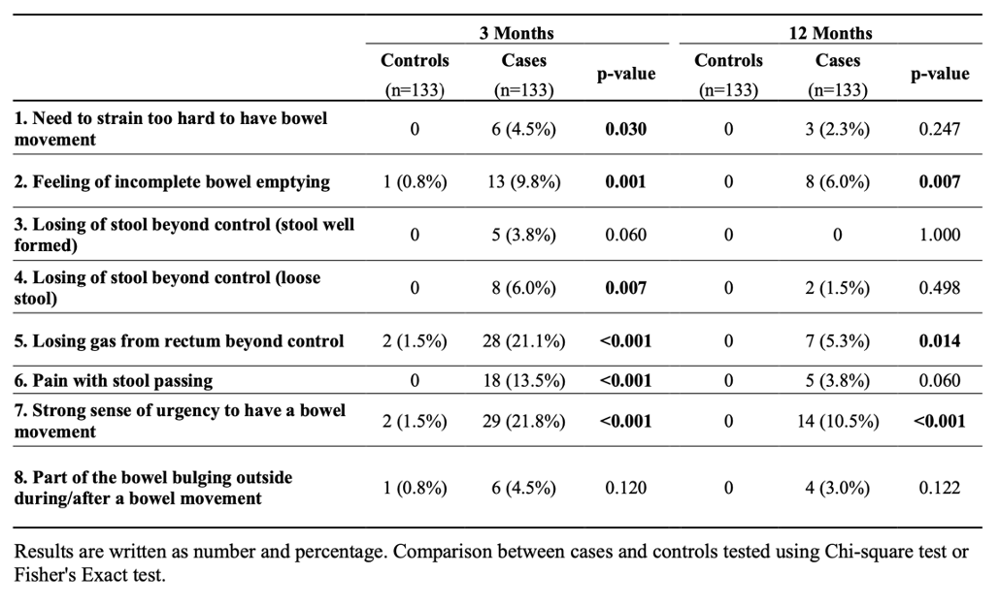 3 Months 12 Months
Controls Cases p-value Controls Cases p-value
(n=133) (n=133) (n=133) (n=133)
1. Need to strain too hard to have bowel
movement 0 6 (4.5%) 0.030 0 3 (2.3%) 0.247
2. Feeling of incomplete bowel emptying 1 (0.8%) 13 (9.8%) 0.001 0 8 (6.0%) 0.007
3. Losing of stool beyond control (stool well
formed) 0 5 (3.8%) 0.060 0 0 1.000
4. Losing of stool beyond control (loose
stool) 0 8 (6.0%) 0.007 0 2 (1.5%) 0.498
5. Losing gas from rectum beyond control 2 (1.5%) 28 (21.1%) <0.001 0 7 (5.3%) 0.014
6. Pain with stool passing 0 18 (13.5%) <0.001 0 5 (3.8%) 0.060
7. Strong sense of urgency to have a bowel
movement 2 (1.5%) 29 (21.8%) <0.001 0 14 (10.5%) <0.001
8. Part of the bowel bulging outside
during/after a bowel movement 1 (0.8%) 6 (4.5%) 0.120 0 4 (3.0%) 0.122
Results are written as number and percentage. Comparison between cases and controls tested using Chi-square test or
Fisher's Exact test.